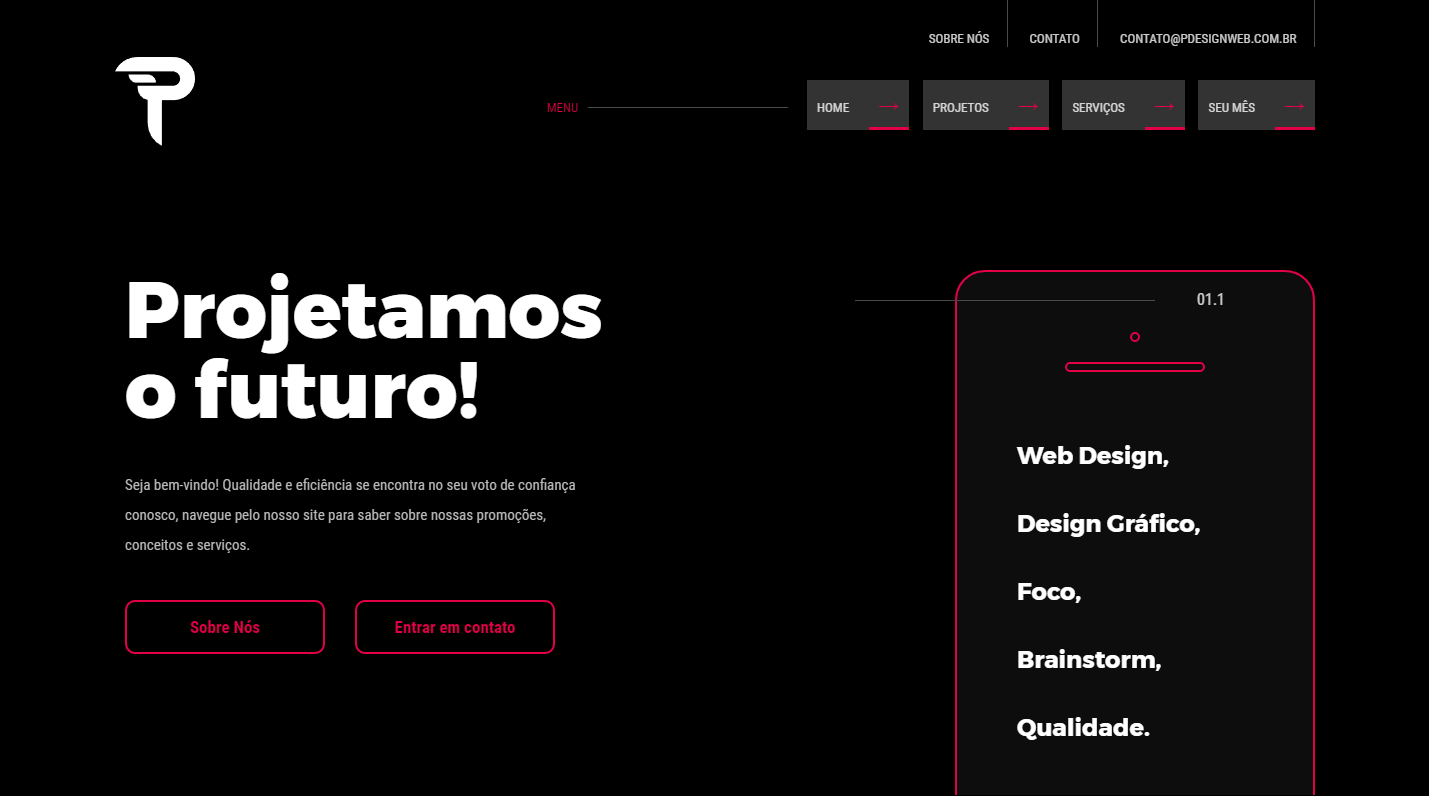 SOBRE NÓS
CONTATO
CONTATO@PDESIGNWEB.COM.BR
MENU
HOME
PROJETOS
SERVIÇOS
SEU MÊS
Projetamos
o futuro!
Seja bem-vindo! Qualidade e eficiência se encontra no seu voto de confiança
conosco, navegue pelo nosso site para saber sobre nossas promoções,
conceitos e serviços.
Sobre Nós
Entrar em contato
01.1
Web Design,
Design Gráfico,
Foco,
Brainstorm,
Qualidade.